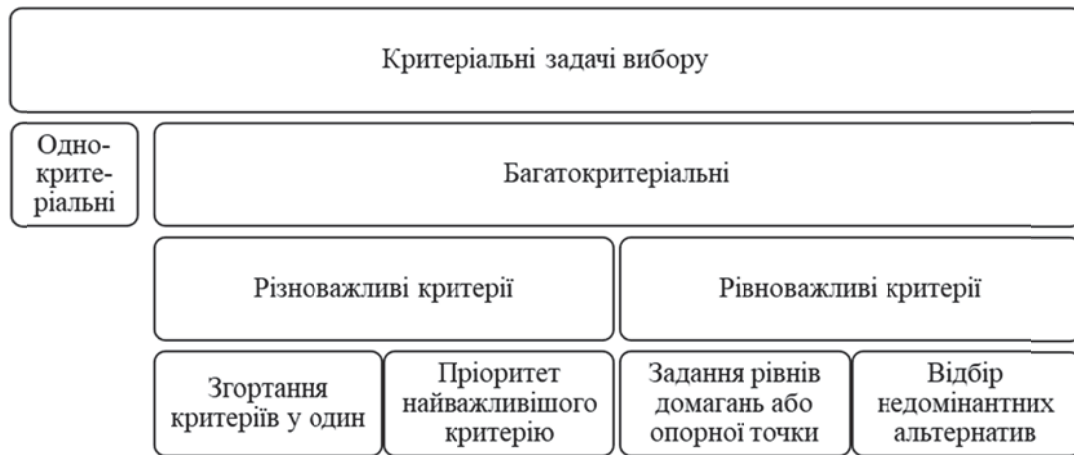 Критеріальні задачі вибору
Одно-
крите-
ріальні
Багатокритеріальні
Різноважливі критерії
Рівноважливі критерії
Згортання
критеріїв у один
Пріоритет
найважливішого
критерію
Задання рівнів
домагань або
опорної точки
Відбір
недомінантних
альтернатив